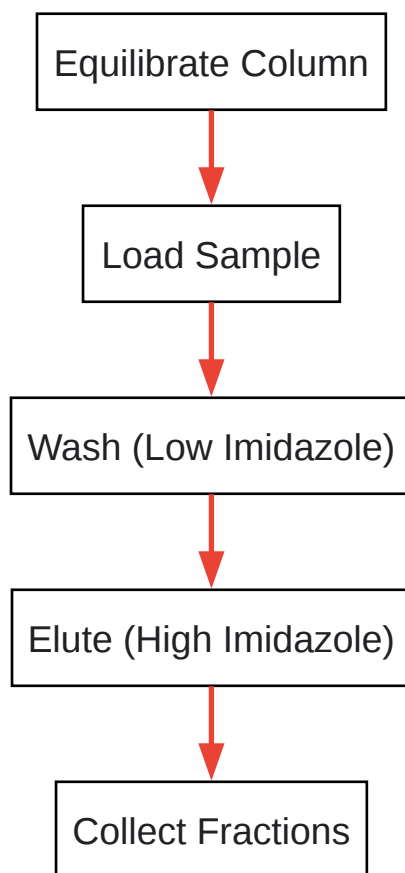 Equilibrate Column
Load Sample
Wash (Low Imidazole)
Elute (High Imidazole)
Collect Fractions